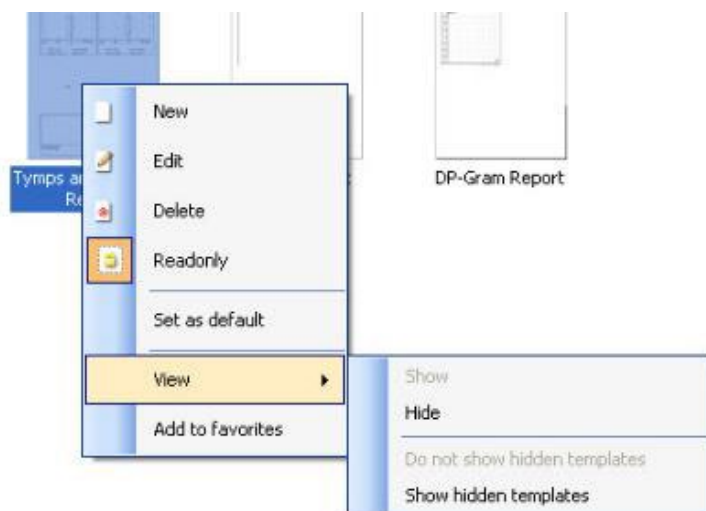 Tymps
Re
DP-Gram Report
New
Edit
Delete
Readonly
Set as default
View
Add to favorites
Show
Hide
Do not show hidden templates
Show hidden templates